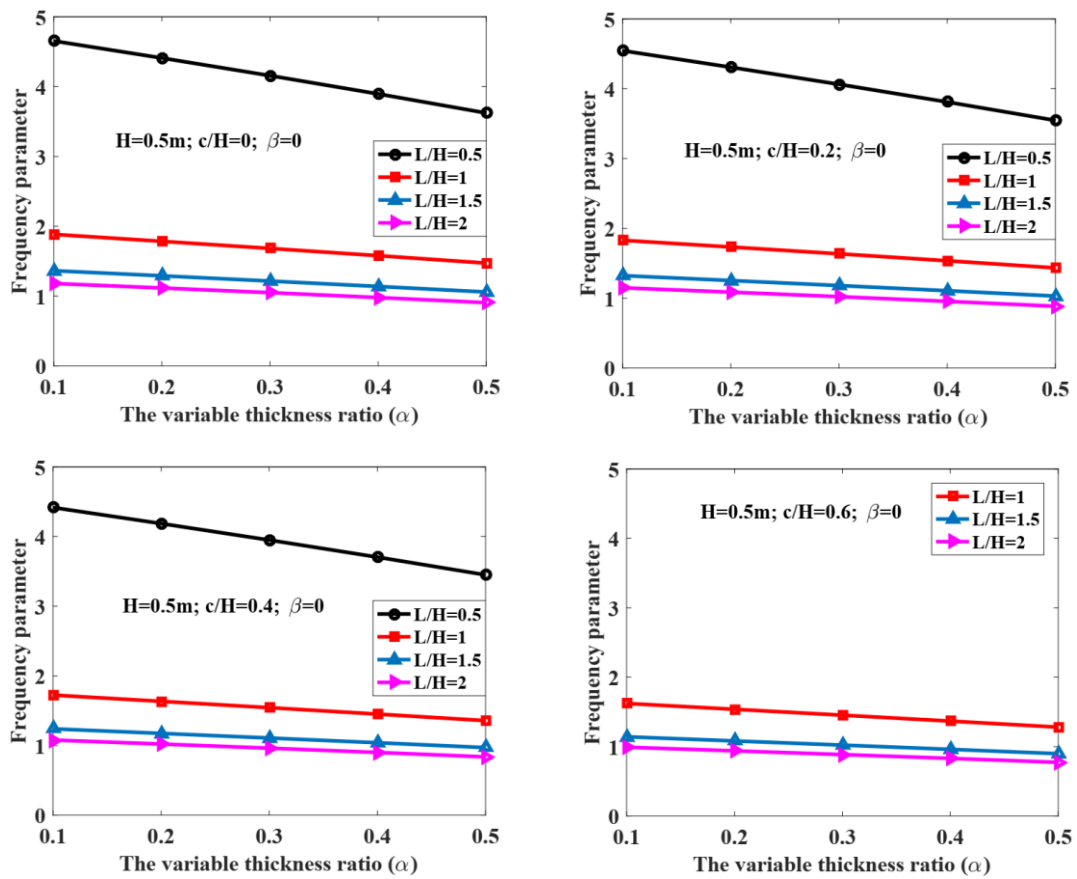 5
4
3
2
1
0
Frequency parameter
H=0.5m; c/H=0; β=0
L/H=0.5
L/H=1
L/H=1.5
L/H=2
0.1 0.2 0.3 0.4 0.5
The variable thickness ratio (α)
5
4
3
2
1
0
Frequency parameter
H=0.5m; c/H=0.2; β=0
L/H=0.5
L/H=1
L/H=1.5
L/H=2
0.1 0.2 0.3 0.4 0.5
The variable thickness ratio (α)
5
4
3
2
1
0
Frequency parameter
H=0.5m; c/H=0.4; β=0
L/H=0.5
L/H=1
L/H=1.5
L/H=2
0.1 0.2 0.3 0.4 0.5
The variable thickness ratio (α)
5
4
3
2
1
0
Frequency parameter
H=0.5m; c/H=0.6; β=0
L/H=1
L/H=1.5
L/H=2
0.1 0.2 0.3 0.4 0.5
The variable thickness ratio (α)